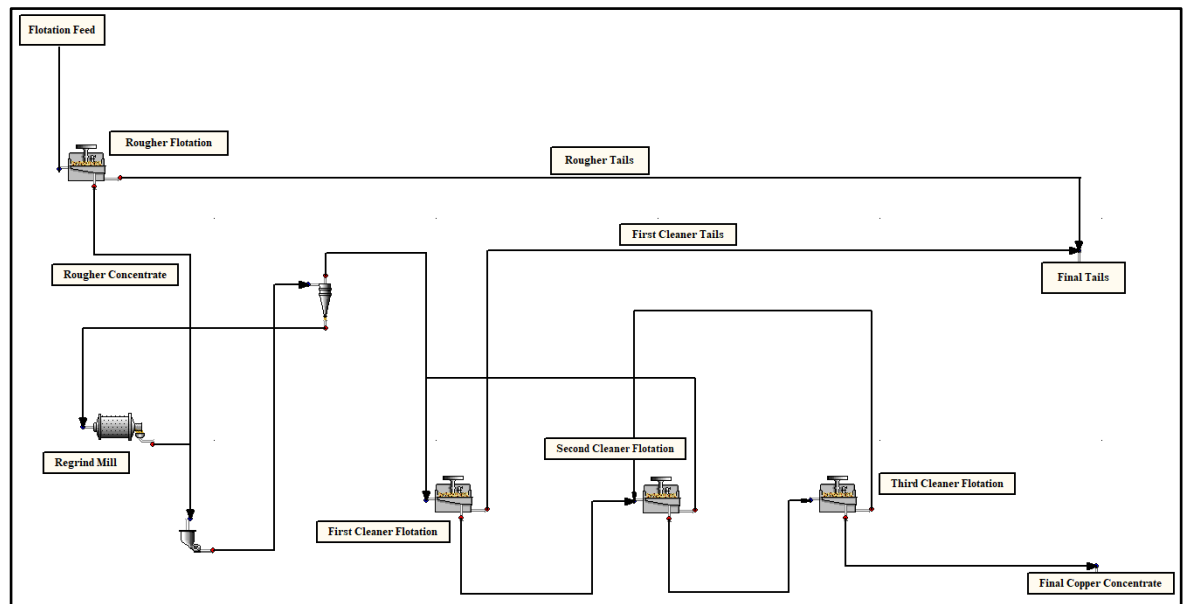 Flotation Feed
Rougher Flotation
Rougher Tails
First Cleaner Tails
Rougher Concentrate
Final Tails
Second Cleaner Flotation
Regrind Mill
Third Cleaner Flotation
First Cleaner Flotation
Final Copper Concentrate